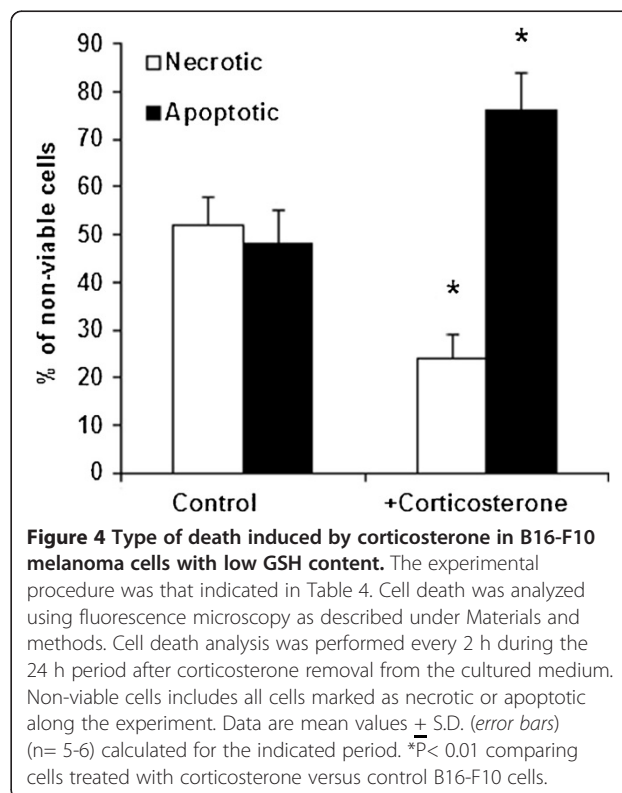 90
80
70
60
50
40
30
20
10
0
% of non-viable cells
Necrotic
Apoptotic
*
*
Control
+Corticosterone
Figure 4 Type of death induced by corticosterone in B16-F10
melanoma cells with low GSH content. The experimental
procedure was that indicated in Table 4. Cell death was analyzed
using fluorescence microscopy as described under Materials and
methods. Cell death analysis was performed every 2 h during the
24 h period after corticosterone removal from the cultured medium.
Non-viable cells includes all cells marked as necrotic or apoptotic
along the experiment. Data are mean values ± S.D. (error bars)
(n= 5-6) calculated for the indicated period. *P< 0.01 comparing
cells treated with corticosterone versus control B16-F10 cells.